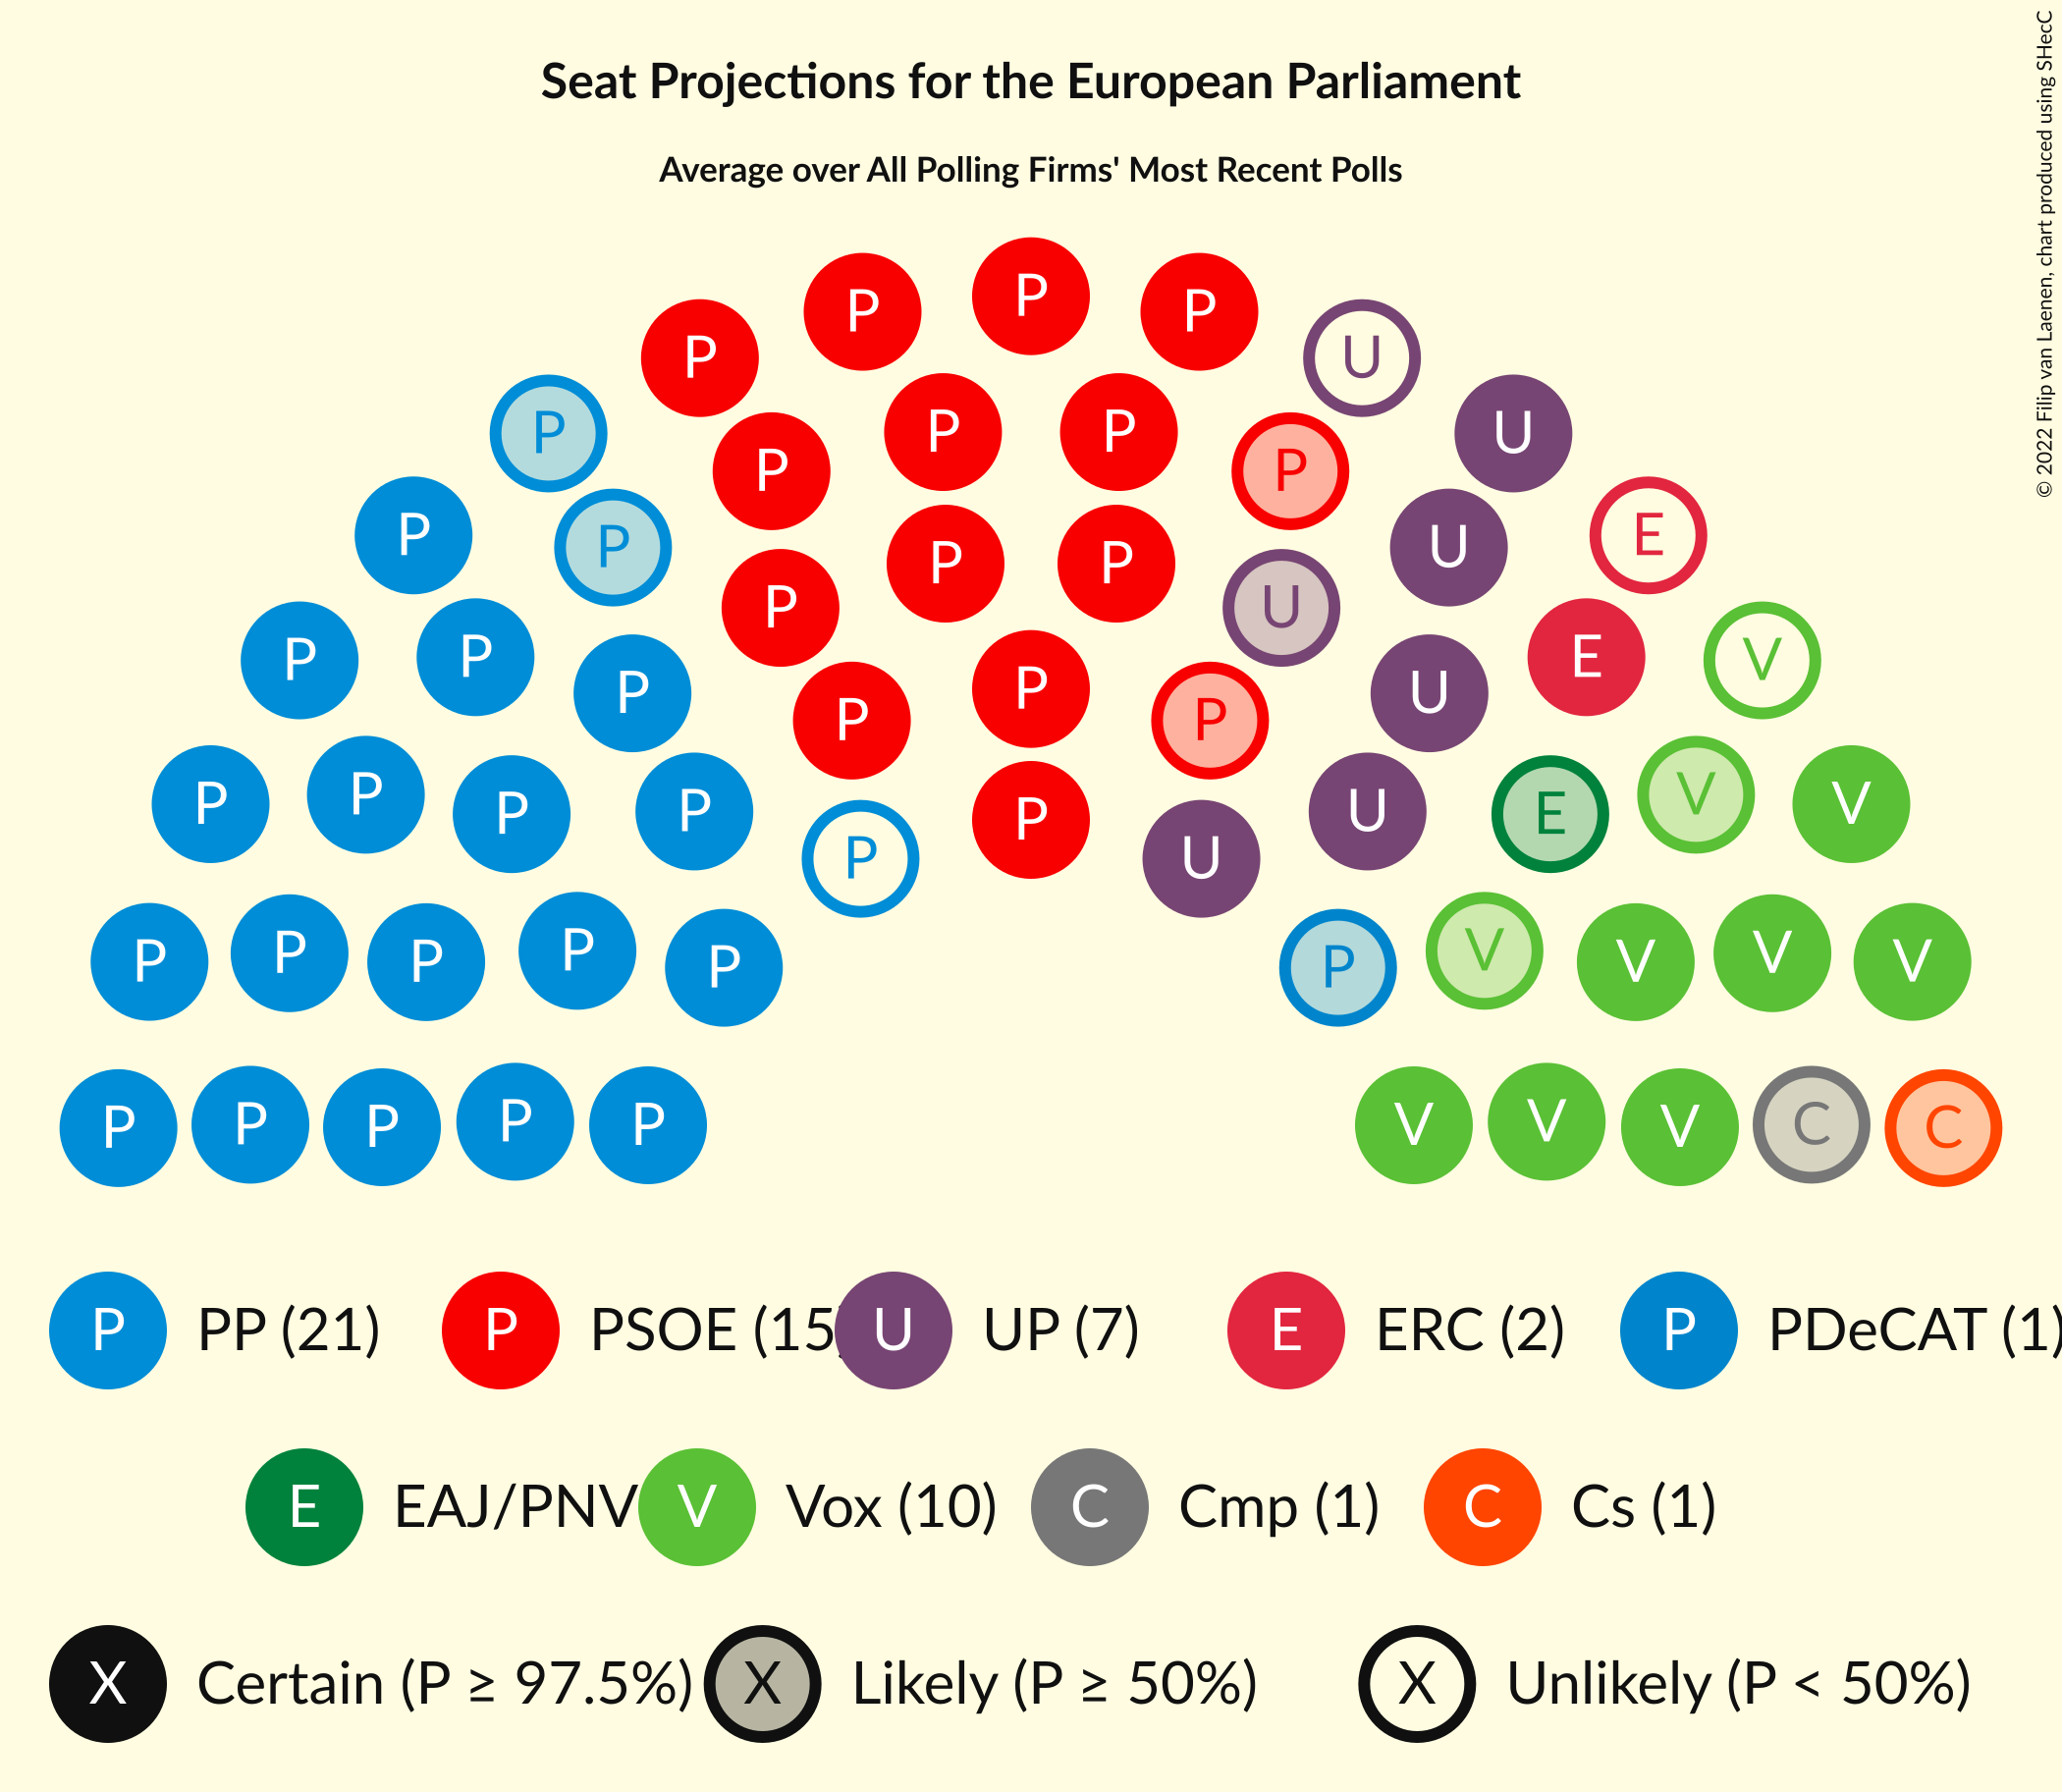 Seat Projections for the European Parliament
Average over All Polling Firms' Most Recent Polls
© 2022 Filip van Laenen, chart produced using SHecC
P P P
P U
P P P U
P P
P P P P U E
P U
P P E V
P P U
P P
P P P P P U E V V
P U
P P P P P P V V V V
P P P P P V V V C C
P PP (21) P PSOE (15 U UP (7) E ERC (2) P PDeCAT (1)
E EAJ/PNV V Vox (10) C Cmp (1) C Cs (1)
X Certain (P ≥ 97.5%) X Likely (P ≥ 50%) X Unlikely (P < 50%)